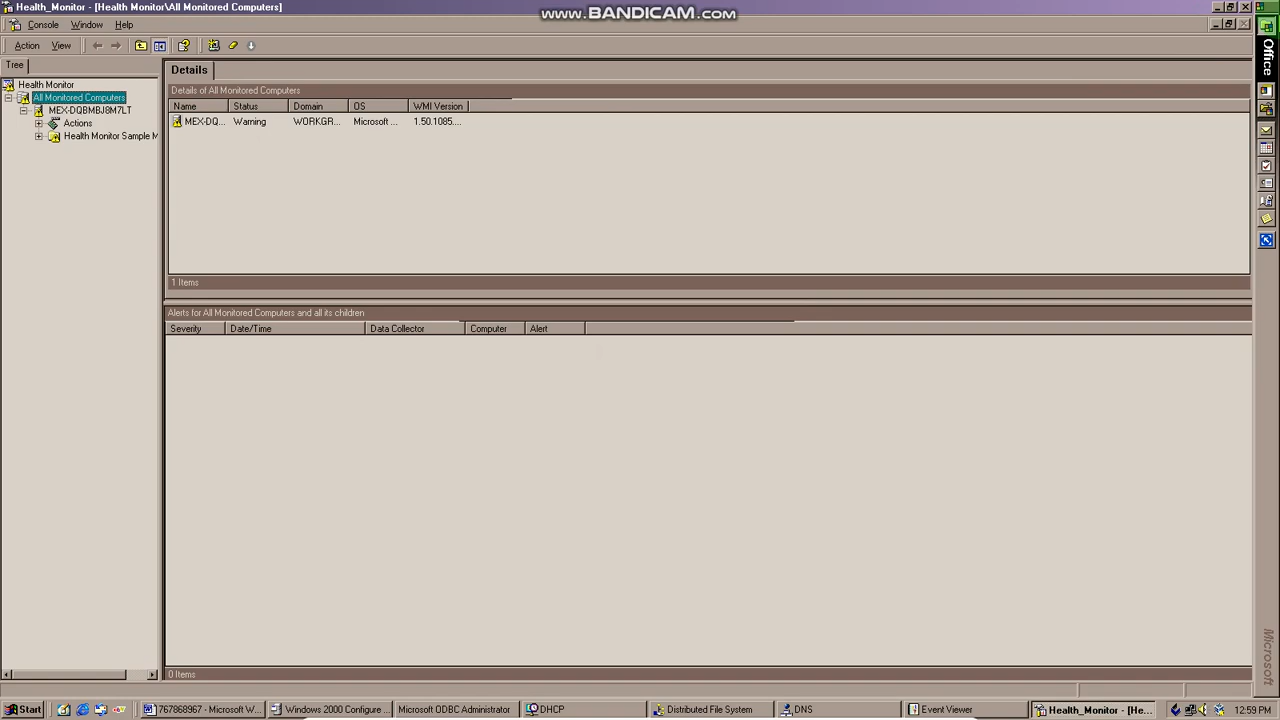 Health_Monitor - [Health Monitor\All Monitored Computers]
www.BANDICAM.com
Console Window Help
Action View
Tree
Health Monitor
All Monitored Computers
MEX-DQBMBJ8M7LT
Actions
Health Monitor Sample M
Details
Details of All Monitored Computers
Name Status Domain OS WMI Version
MEX-DQ... Warning WORKGR... Microsoft ... 1.50.1085....
1 Items
Alerts for All Monitored Computers and all its children
Severity Date/Time Data Collector Computer Alert
0 Items
Office
Microsoft
Start 767868967 - Microsoft W... Windows 2000 Configure ... Microsoft ODBC Administrator DHCP Distributed File System DNS Event Viewer Health_Monitor - [He... 12:59 PM